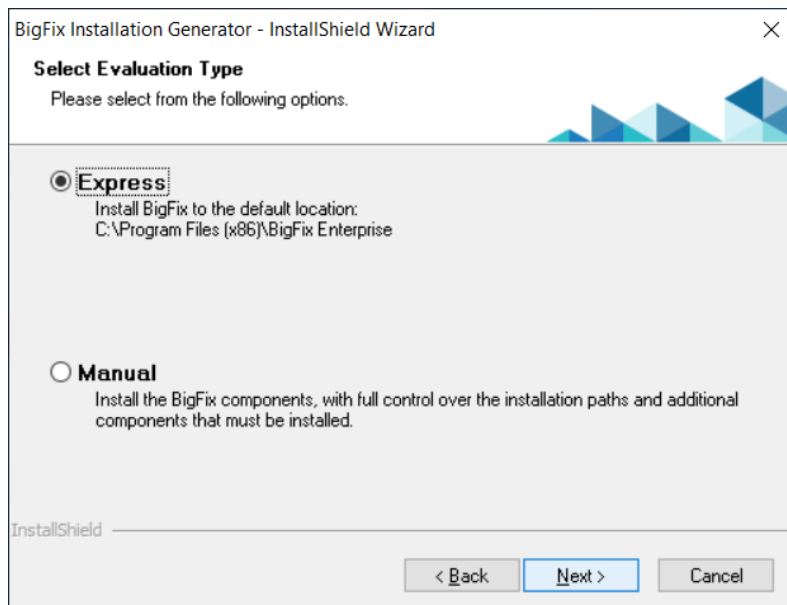 BigFix Installation Generator - InstallShield Wizard
Select Evaluation Type
Please select from the following options.
Express
Install BigFix to the default location:
C:\Program Files (x86)\BigFix Enterprise
Manual
Install the BigFix components, with full control over the installation paths and additional
components that must be installed.
InstallShield
< Back
Next >
Cancel